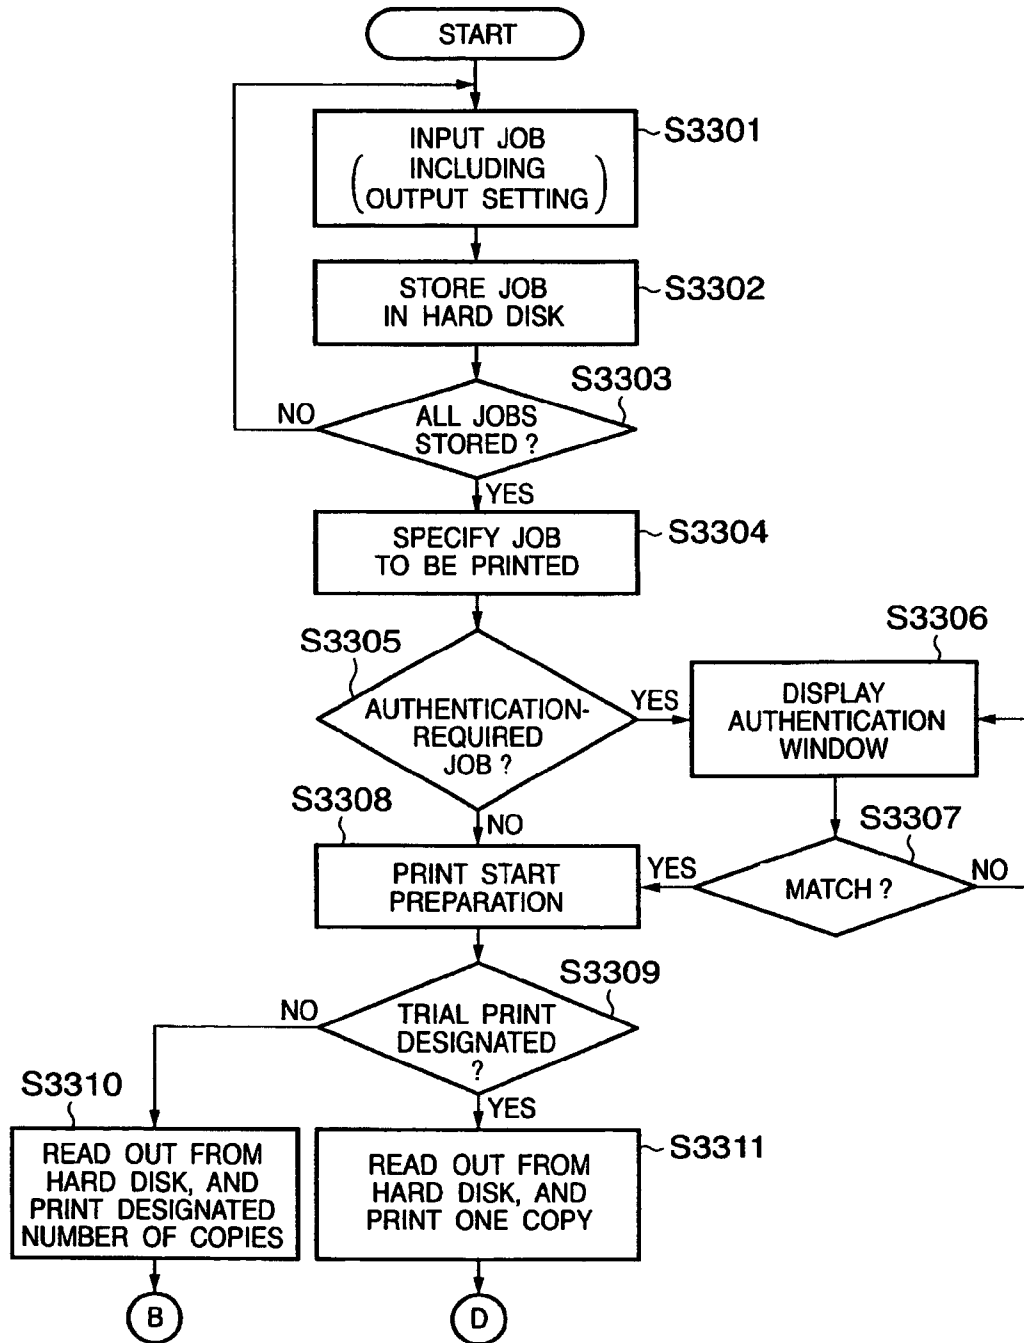 START
INPUT JOB
INCLUDING
(OUTPUT SETTING)
S3301
STORE JOB
IN HARD DISK
S3302
S3303
ALL JOBS
STORED ?
NO
YES
SPECIFY JOB
TO BE PRINTED
S3304
S3305
AUTHENTICATION-
REQUIRED
JOB ?
YES
NO
S3306
DISPLAY
AUTHENTICATION
WINDOW
S3307
MATCH ?
YES
NO
S3308
PRINT START
PREPARATION
S3309
TRIAL PRINT
DESIGNATED
?
NO
YES
S3310
READ OUT FROM
HARD DISK, AND
PRINT DESIGNATED
NUMBER OF COPIES
S3311
READ OUT FROM
HARD DISK, AND
PRINT ONE COPY
B
D